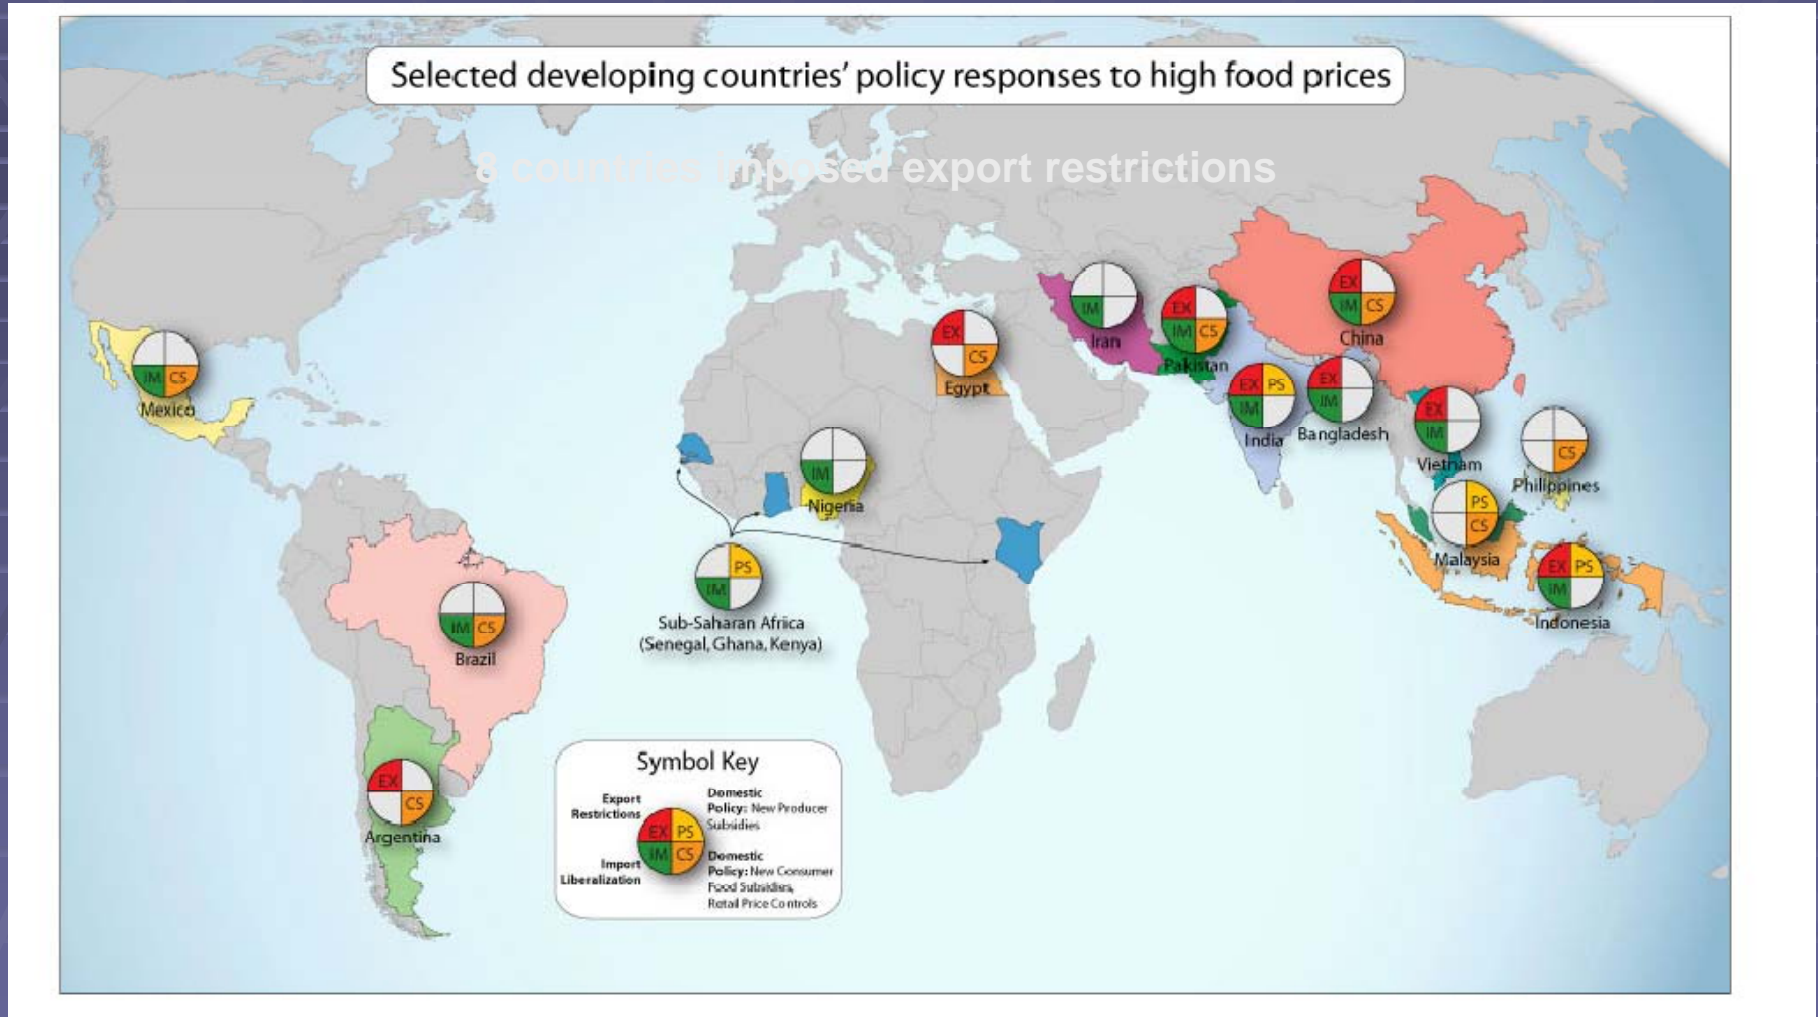 Selected developing countries' policy responses to high food prices
8 countries imposed export restrictions
EX
IM CS
China
IM
Iran
EX
IM CS
Pakistan
EX
CS
Egypt
IM CS
Mexico
EX PS
IM
India
EX
IM
Bangladesh
EX
IM
Vietnam
CS
Philippines
IM
Nigeria
PS
CS
Malaysia
EX PS
IM
Indonesia
PS
IM
Sub-Saharan Africa
(Senegal, Ghana, Kenya)
IM CS
Brazil
EX
CS
Argentina
Symbol Key
Export
Restrictions
EX PS
IM CS
Domestic
Policy: New Producer
Subsidies
Import
Liberalization
Domestic
Policy: New Consumer
Food Subsidies,
Retail Price Controls